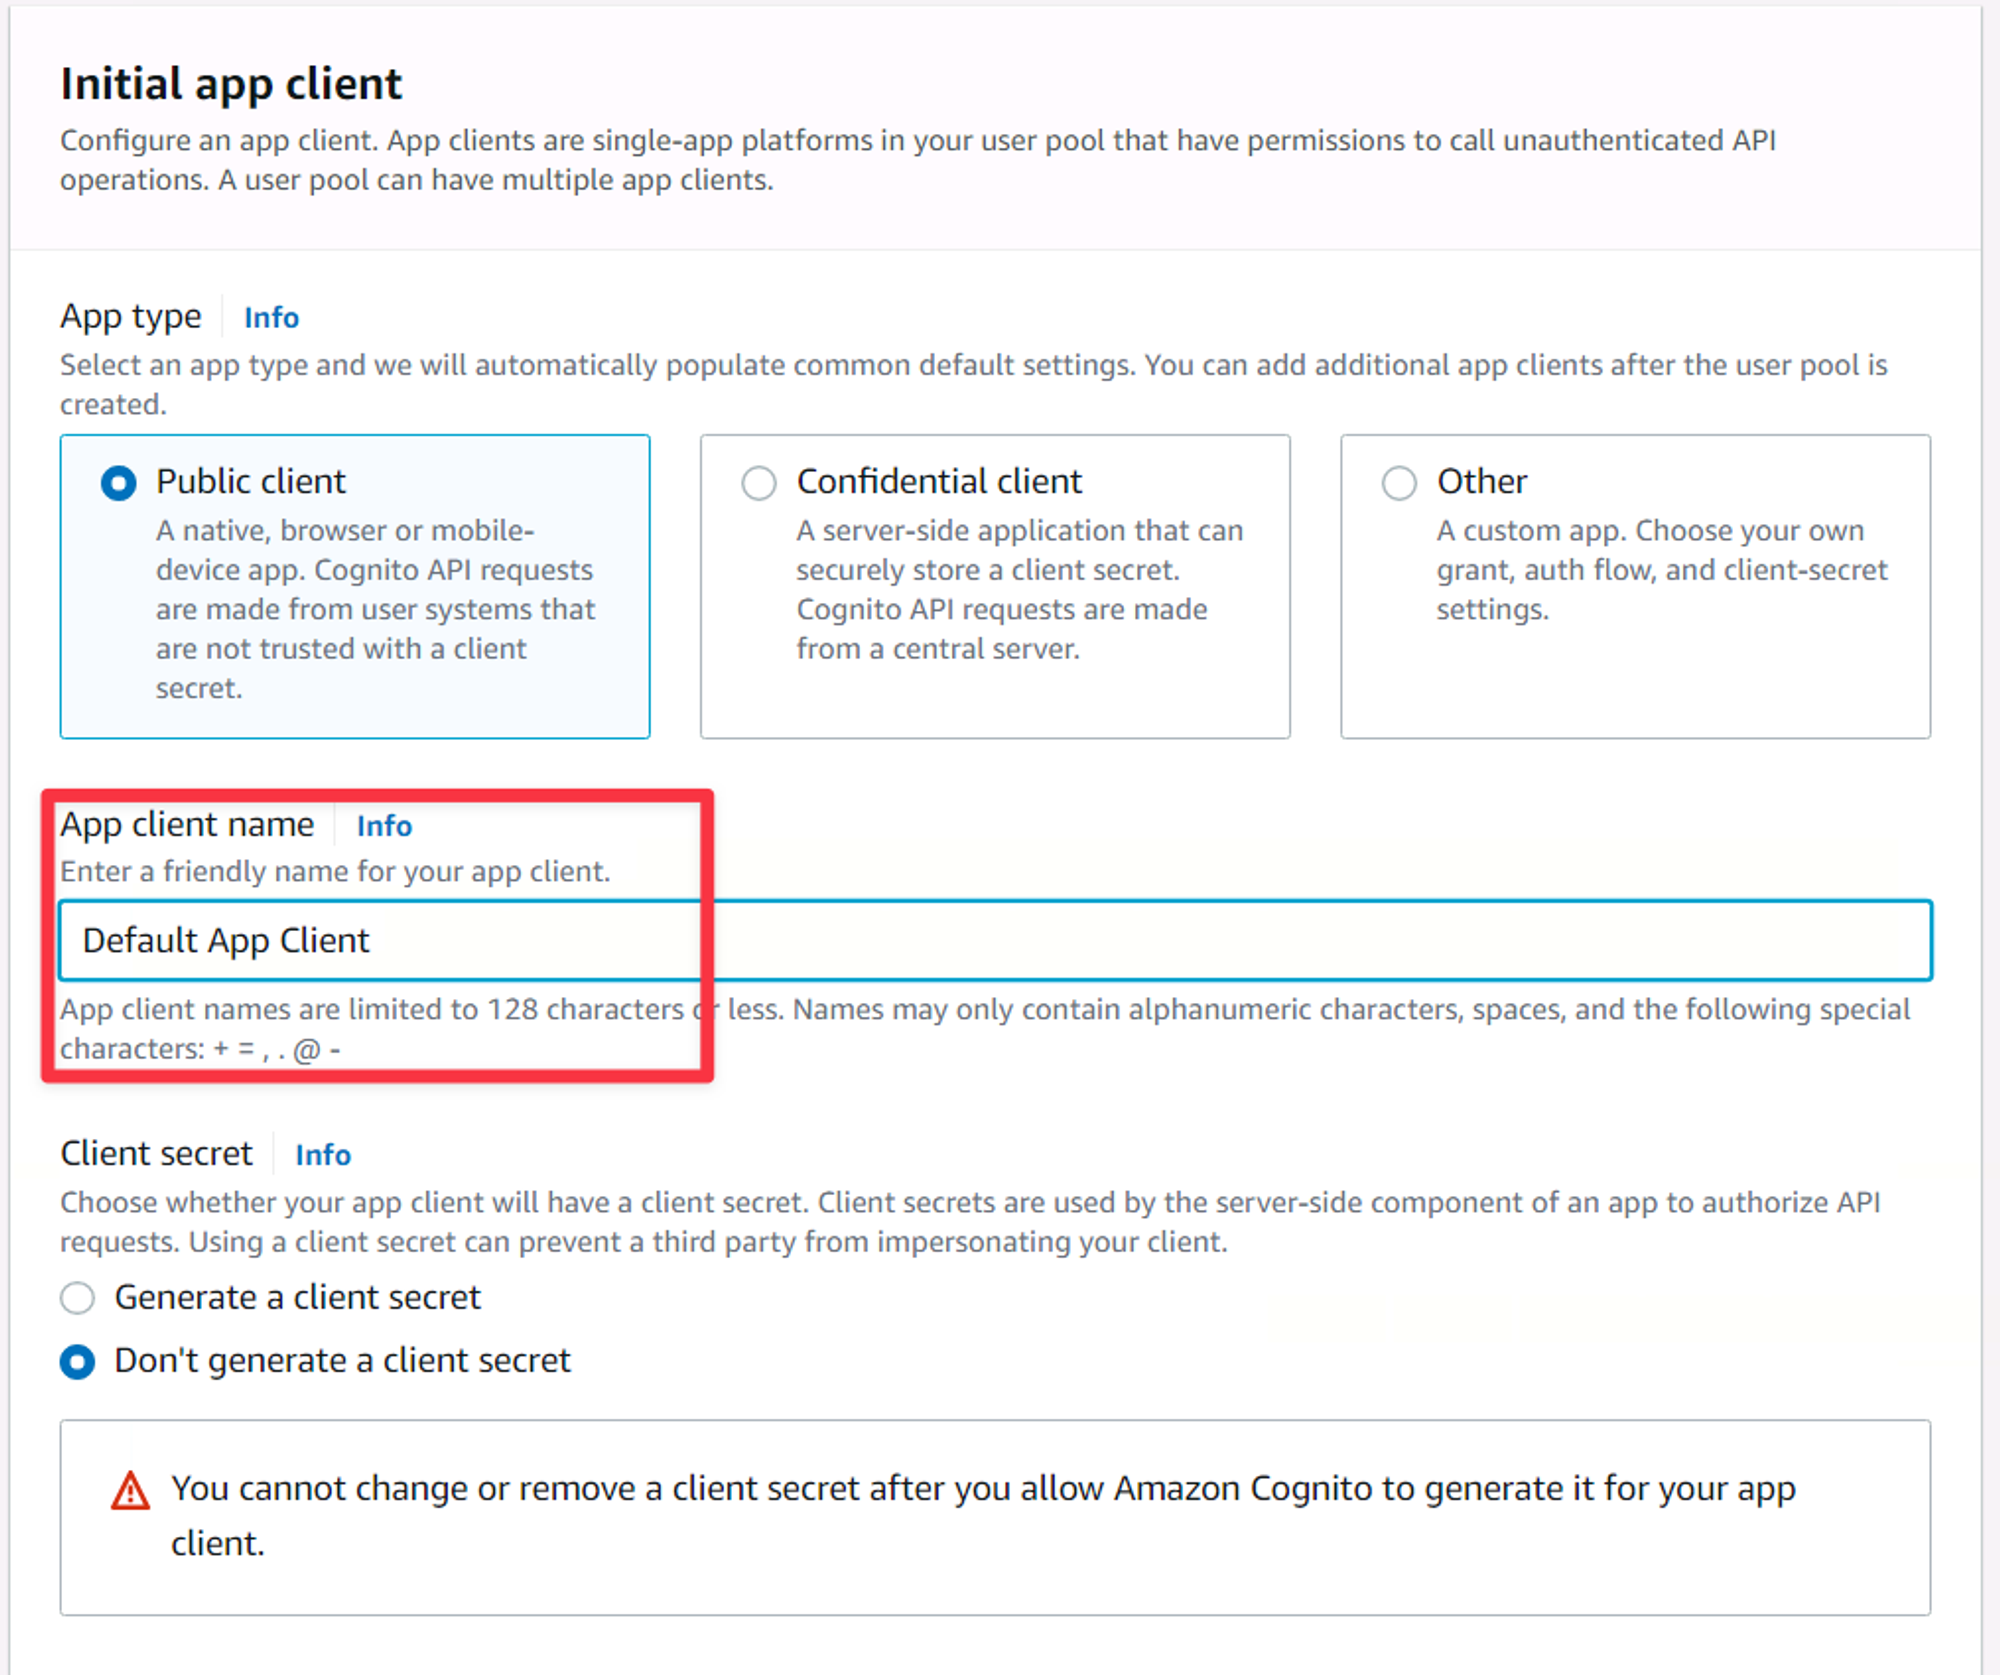 Initial app client
Configure an app client. App clients are single-app platforms in your user pool that have permissions to call unauthenticated API
operations. A user pool can have multiple app clients.
App type Info
Select an app type and we will automatically populate common default settings. You can add additional app clients after the user pool is
created.
Public client
A native, browser or mobile-
device app. Cognito API requests
are made from user systems that
are not trusted with a client
secret.
Confidential client
A server-side application that can
securely store a client secret.
Cognito API requests are made
from a central server.
Other
A custom app. Choose your own
grant, auth flow, and client-secret
settings.
App client name Info
Enter a friendly name for your app client.
Default App Client
App client names are limited to 128 characters or less. Names may only contain alphanumeric characters, spaces, and the following special
characters: + = , . @ -
Client secret Info
Choose whether your app client will have a client secret. Client secrets are used by the server-side component of an app to authorize API
requests. Using a client secret can prevent a third party from impersonating your client.
Generate a client secret
Don't generate a client secret
You cannot change or remove a client secret after you allow Amazon Cognito to generate it for your app
client.